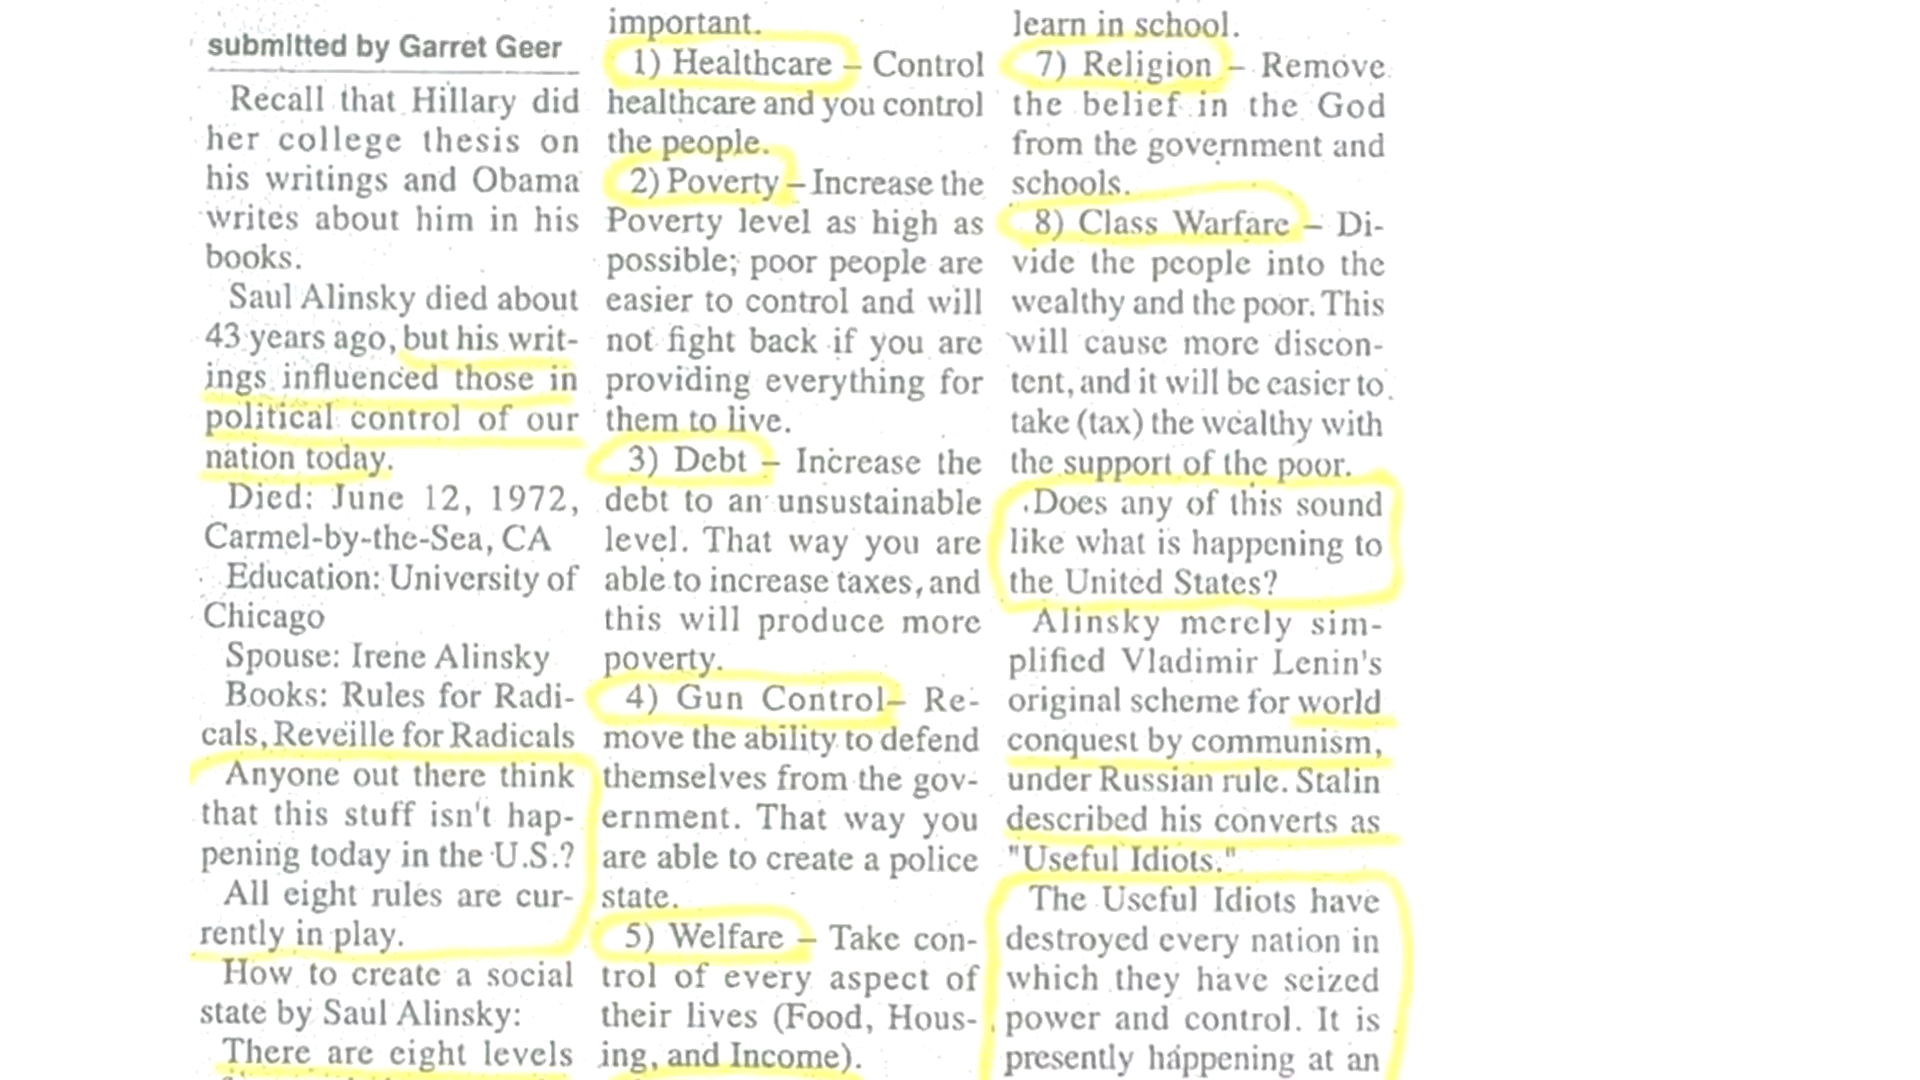 submitted by Garret Geer
Recall that Hillary did
her college thesis on
his writings and Obama
writes about him in his
books.
Saul Alinsky died about
43 years ago, but his writ-
ings influenced those in
political control of our
nation today.
Died: June 12, 1972,
Carmel-by-the-Sea, CA
Education: University of
Chicago
Spouse: Irene Alinsky
Books: Rules for Radi-
cals, Reveille for Radicals
Anyone out there think
that this stuff isn't hap-
pening today in the U.S.?
All eight rules are cur-
rently in play.
How to create a social
state by Saul Alinsky:
There are eight levels
important.
1) Healthcare – Control
healthcare and you control
the people.
2) Poverty – Increase the
Poverty level as high as
possible; poor people are
easier to control and will
not fight back if you are
providing everything for
them to live.
3) Debt – Increase the
debt to an unsustainable
level. That way you are
able to increase taxes, and
this will produce more
poverty.
4) Gun Control– Re-
move the ability to defend
themselves from the gov-
ernment. That way you
are able to create a police
state.
5) Welfare – Take con-
trol of every aspect of
their lives (Food, Hous-
ing, and Income).
learn in school.
7) Religion – Remove
the belief in the God
from the government and
schools.
8) Class Warfare – Di-
vide the people into the
wealthy and the poor. This
will cause more discon-
tent, and it will be easier to
take (tax) the wealthy with
the support of the poor.
Does any of this sound
like what is happening to
the United States?
Alinsky merely sim-
plified Vladimir Lenin's
original scheme for world
conquest by communism,
under Russian rule. Stalin
described his converts as
"Useful Idiots."
The Useful Idiots have
destroyed every nation in
which they have seized
power and control. It is
presently happening at an